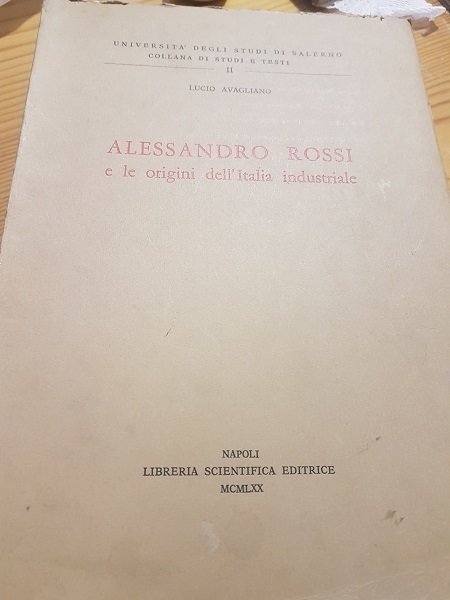 UNIVERSITA' DEGLI STUDI DI SALERNO
COLLANA DI STUDI E TESTI
II
LUCIO AVAGLIANO
ALESSANDRO ROSSI
e le origini dell'Italia industriale
NAPOLI
LIBRERIA SCIENTIFICA EDITRICE
MCMLXX